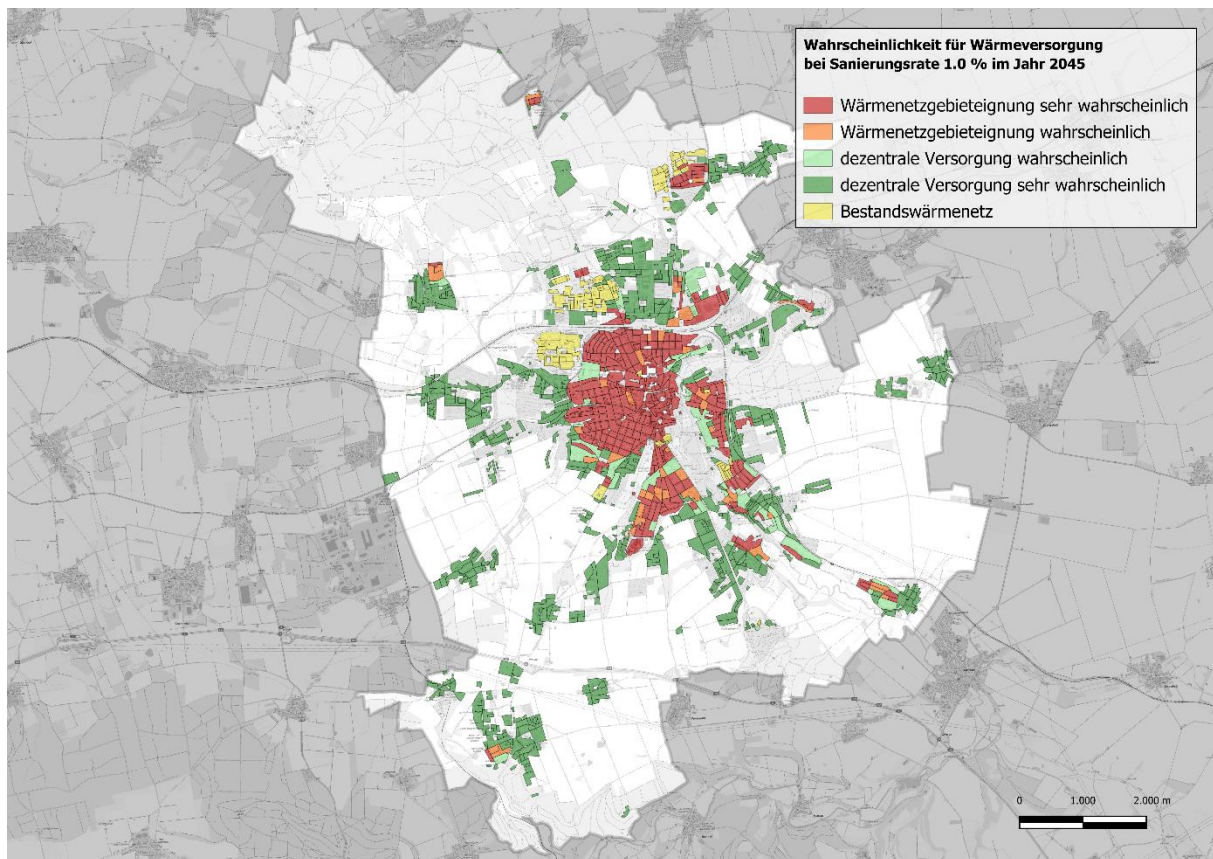 Wahrscheinlichkeit für Wärmeversorgung
bei Sanierungsrate 1.0 % im Jahr 2045
Wärmenetzgebieteignung sehr wahrscheinlich
Wärmenetzgebieteignung wahrscheinlich
dezentrale Versorgung wahrscheinlich
dezentrale Versorgung sehr wahrscheinlich
Bestandswärmenetz
0 1.000 2.000 m